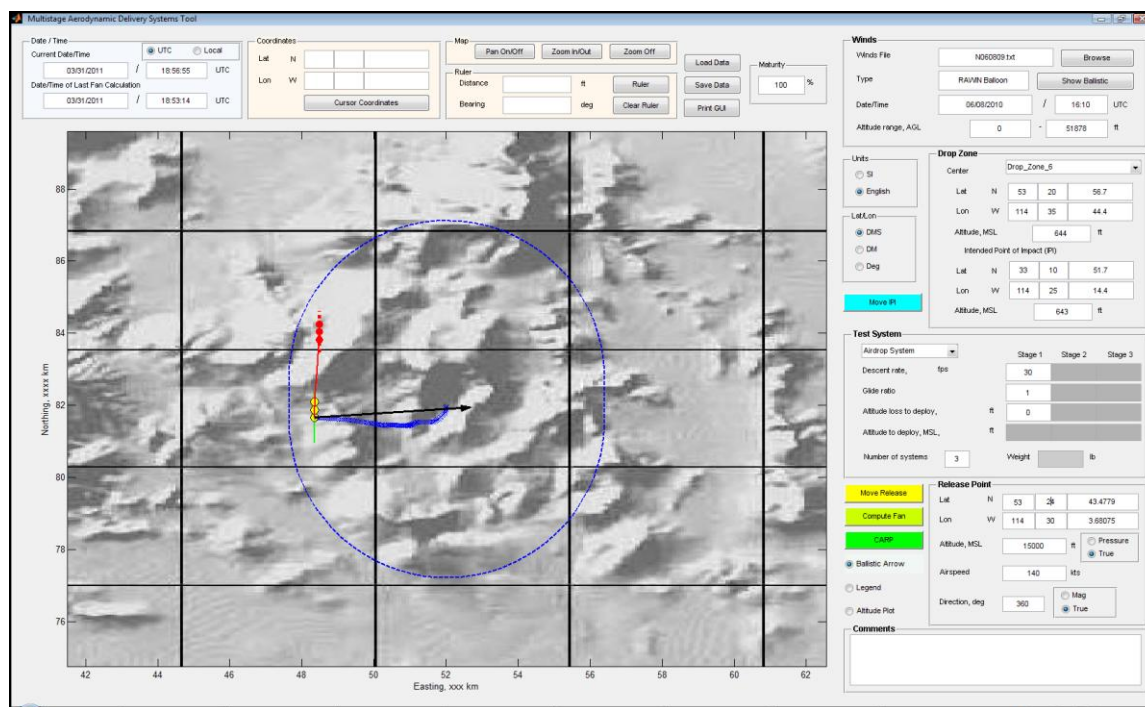 Multistage Aerodynamic Delivery Systems Tool
Date / Time
Current Date/Time UTC Local
03/31/2011 / 18:56:55 UTC
Date/Time of Last Fan Calculation
03/31/2011 / 18:53:14 UTC
Coordinates
Lat N
Lon W
Cursor Coordinates
Map
Pan On/Off Zoom In/Out Zoom Off
Ruler
Distance ft Ruler
Bearing deg Clear Ruler
Load Data
Save Data
Print GUI
Maturity
100 %
Winds
Winds File N060809.txt Browse
Type RAWIN Balloon Show Ballistic
Date/Time 06/08/2010 / 16:10 UTC
Altitude range, AGL 0 - 51878 ft
Units
SI
English
Lat/Lon
DMS
DM
Deg
Move IPI
Drop Zone
Center Drop_Zone_6
Lat N 53 20 56.7
Lon W 114 35 44.4
Altitude, MSL 644 ft
Intended Point of Impact (IPI)
Lat N 33 10 51.7
Lon W 114 25 14.4
Altitude, MSL 643 ft
Test System
Airdrop System Stage 1 Stage 2 Stage 3
Descent rate, fps 30
Glide ratio 1
Altitude loss to deploy, ft 0
Altitude to deploy, MSL, ft
Number of systems 3 Weight lb
Move Release
Compute Fan
CARP
Ballistic Arrow
Legend
Altitude Plot
Release Point
Lat N 53 43.4779
Lon W 114 30 3.68075
Altitude, MSL 15000 ft Pressure
True
Airspeed 140 kts
Direction, deg 360 Mag
True
Comments
Northing, xxxx km
88
86
84
82
80
78
76
42 44 46 48 50 52 54 56 58 60 62
Easting, xxx km